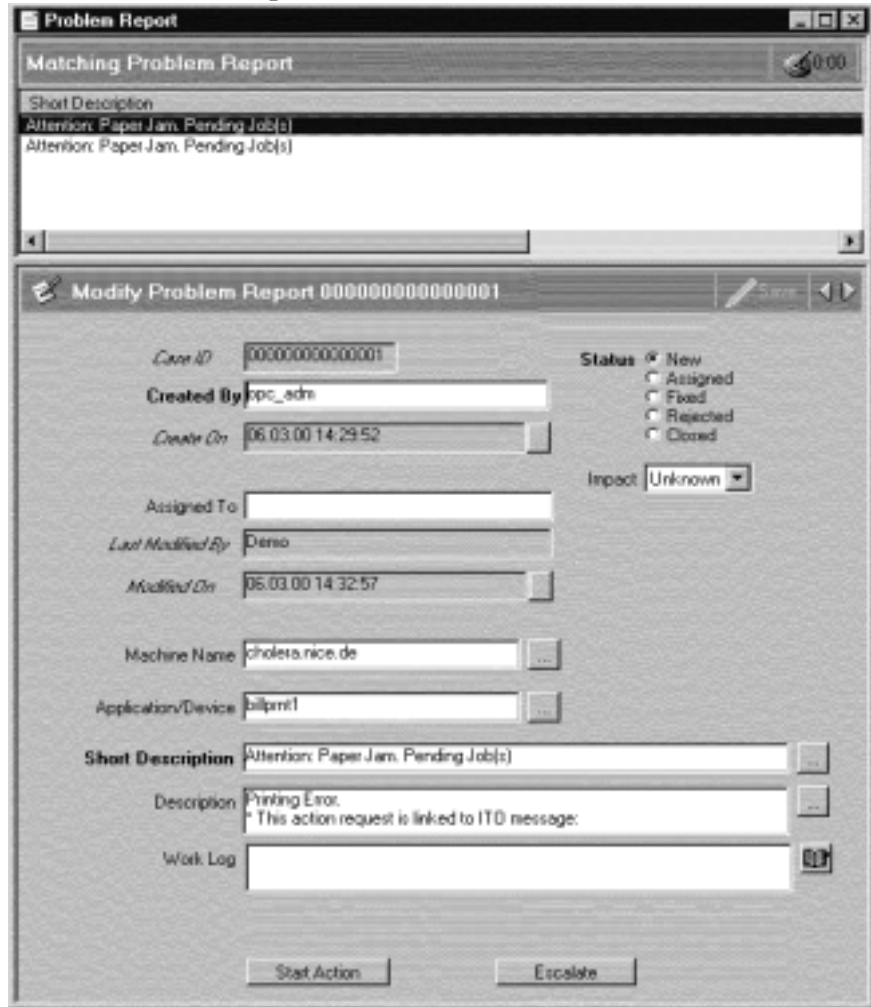 Problem Report
Matching Problem Report
0:00
Short Description
Attention: Paper Jam. Pending Job(s)
Attention: Paper Jam. Pending Job(s)
Modify Problem Report 000000000000001
Save
Case ID 000000000000001
Status New
Assigned
Fixed
Rejected
Closed
Created By opc_adm
Create On 06.03.00 14:29:52
Impact Unknown
Assigned To
Last Modified By Demo
Modified On 06.03.00 14:32:57
Machine Name cholera.nice.de
...
Application/Device billprnt1
...
Short Description Attention: Paper Jam. Pending Job(s)
...
Description Printing Error.
* This action request is linked to ITO message:
...
Work Log
Start Action Escalate